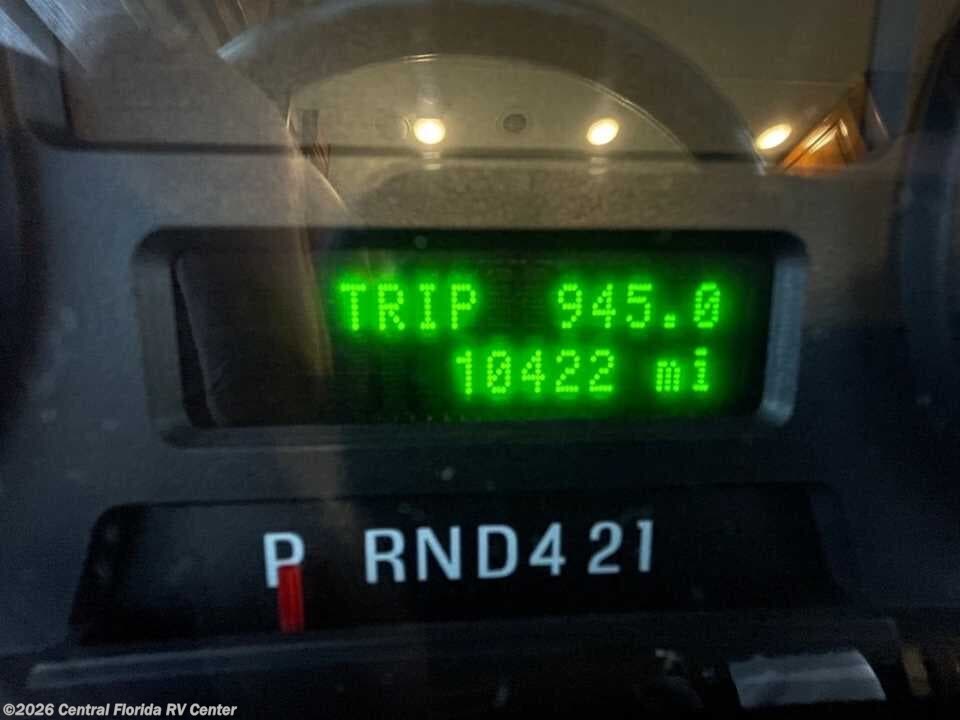 TRIP 945.0
10422 mi
P RND421
©2026 Central Florida RV Center